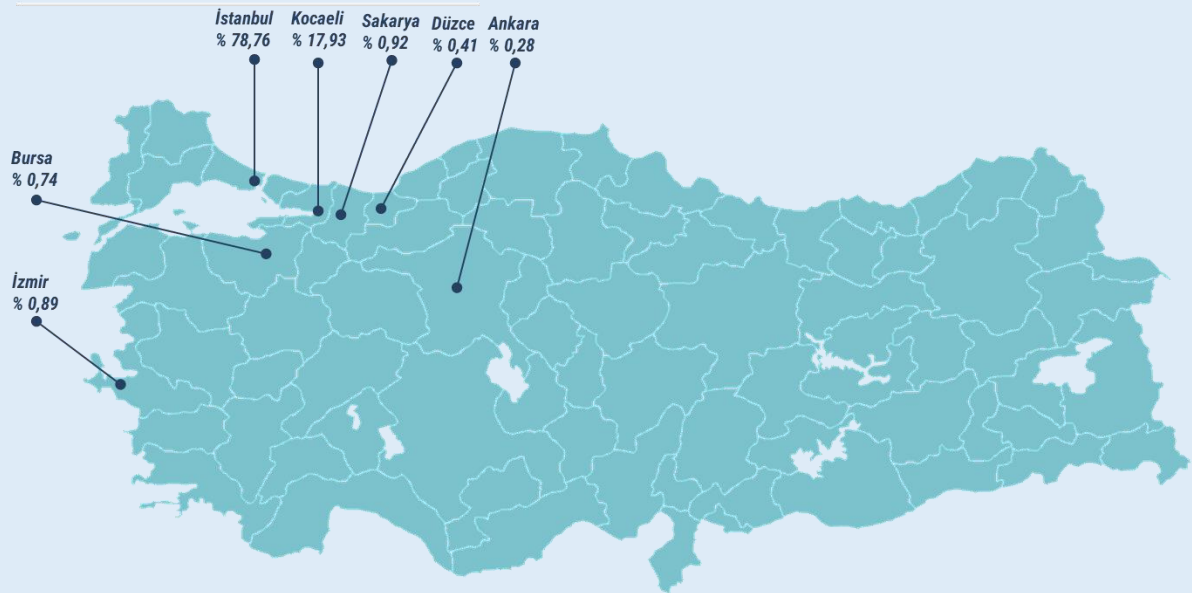 İstanbul
% 78,76
Kocaeli
% 17,93
Sakarya
% 0,92
Düzce
% 0,41
Ankara
% 0,28
Bursa
% 0,74
İzmir
% 0,89